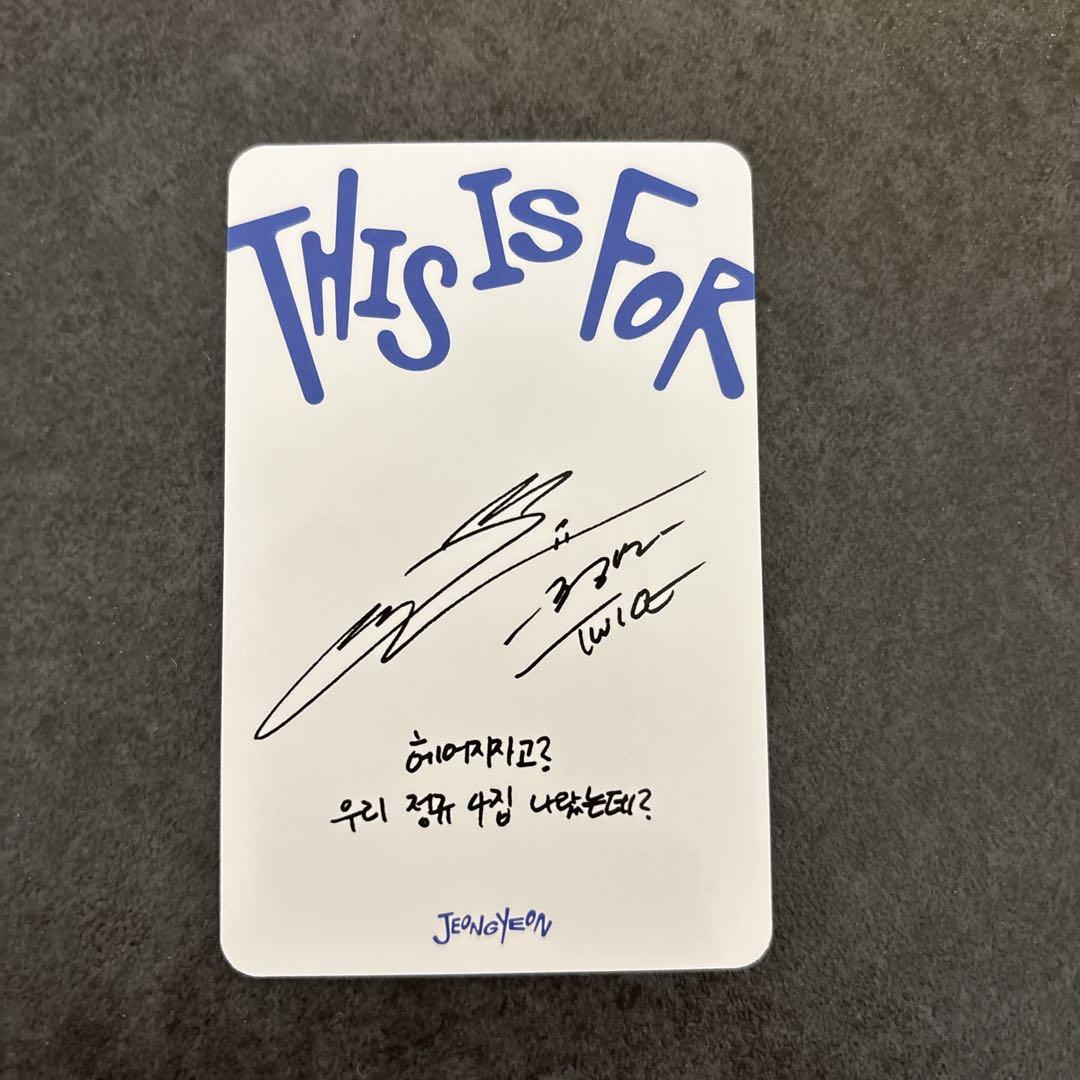 THIS IS FOR
TWICE
헤어지자고?
우리 정규 4집 나왔는데?
JEONGYEON